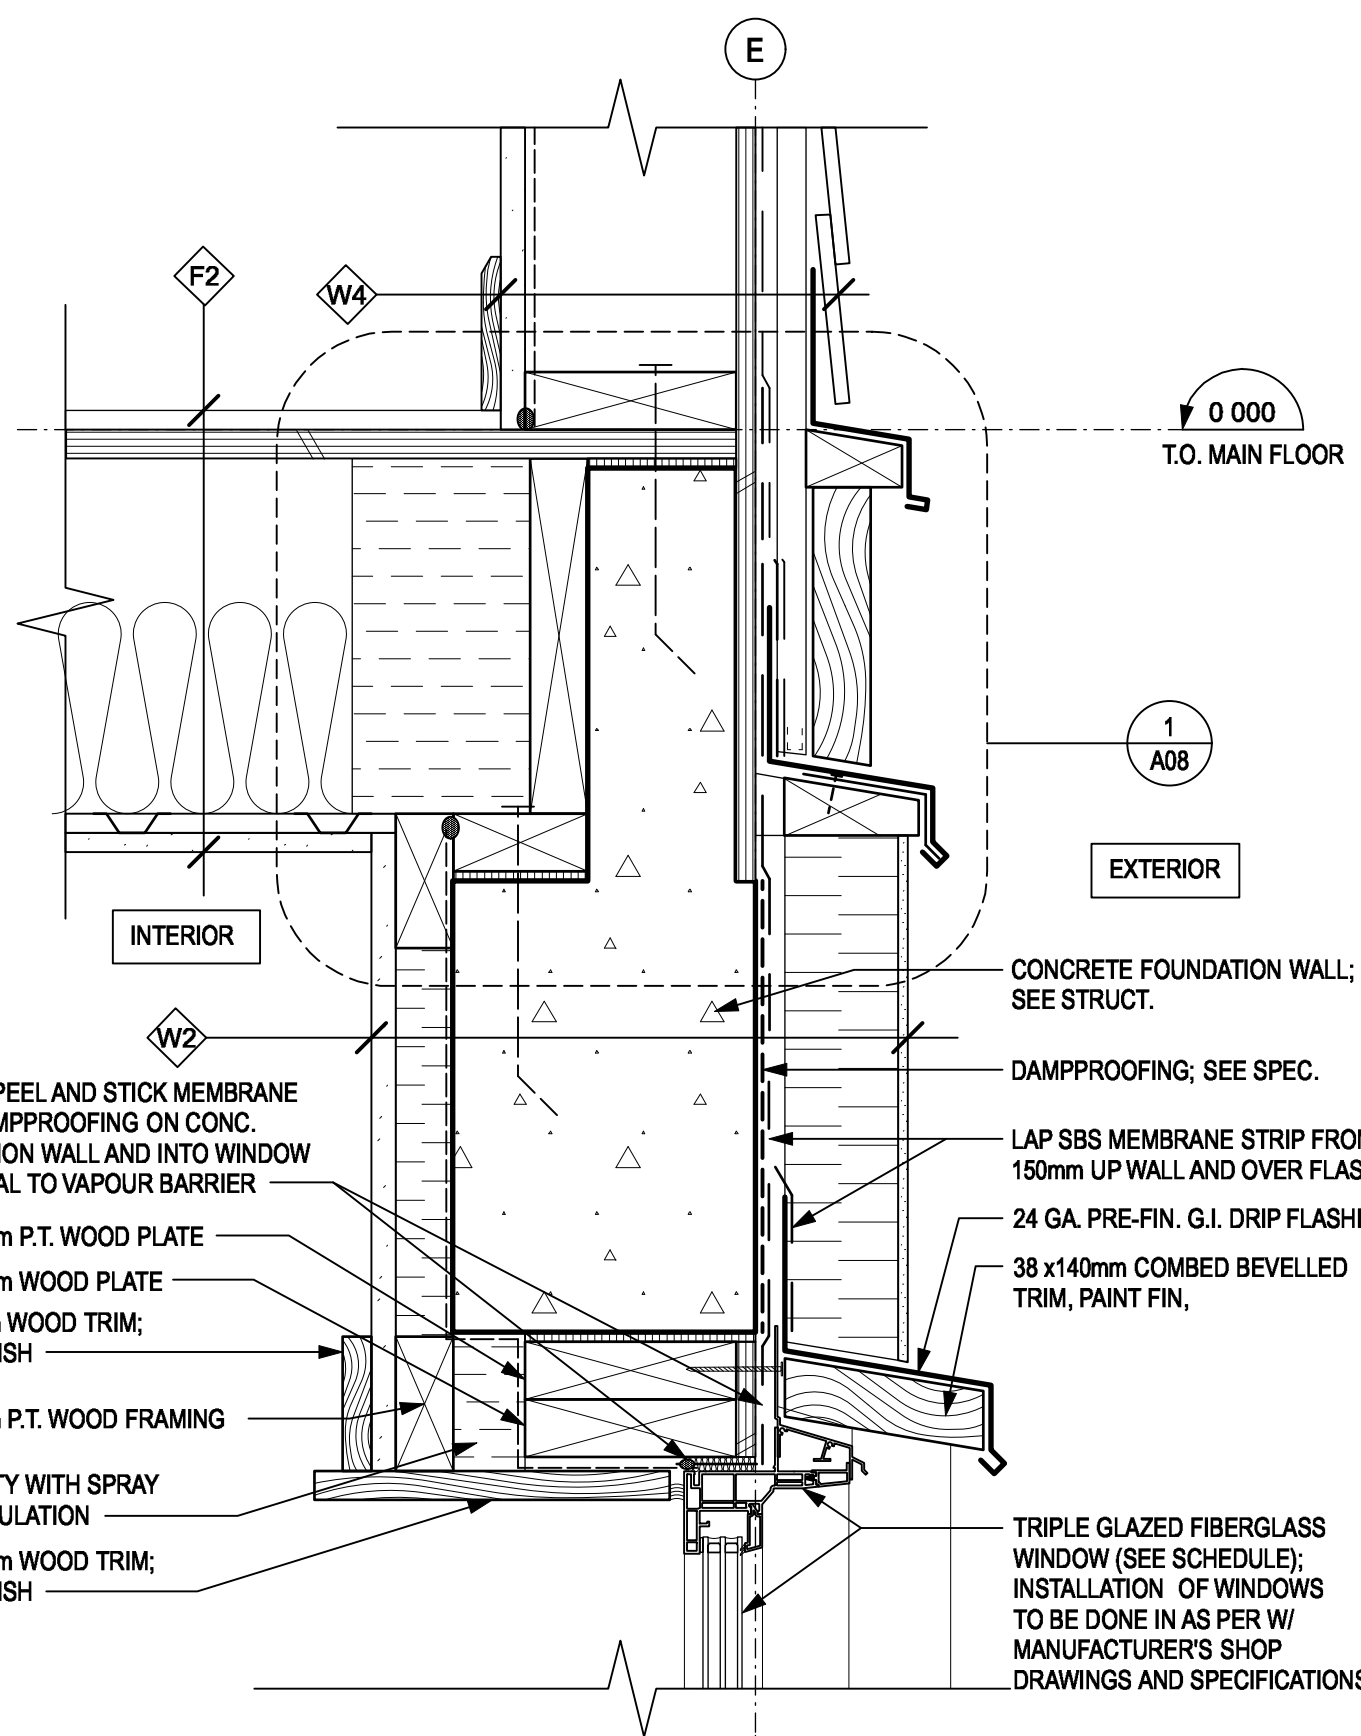 E
F2
W4
0 000
T.O. MAIN FLOOR
1
A08
EXTERIOR
INTERIOR
CONCRETE FOUNDATION WALL;
SEE STRUCT.
W2
DAMPPROOFING; SEE SPEC.
PEEL AND STICK MEMBRANE
MPPROOFING ON CONC.
ION WALL AND INTO WINDOW
AL TO VAPOUR BARRIER
LAP SBS MEMBRANE STRIP FROM
150mm UP WALL AND OVER FLAS
24 GA. PRE-FIN. G.I. DRIP FLASHI
38 x140mm COMBED BEVELLED
TRIM, PAINT FIN,
m P.T. WOOD PLATE
m WOOD PLATE
WOOD TRIM;
ISH
P.T. WOOD FRAMING
TY WITH SPRAY
ULATION
m WOOD TRIM;
ISH
TRIPLE GLAZED FIBERGLASS
WINDOW (SEE SCHEDULE);
INSTALLATION OF WINDOWS
TO BE DONE IN AS PER W/
MANUFACTURER'S SHOP
DRAWINGS AND SPECIFICATIONS